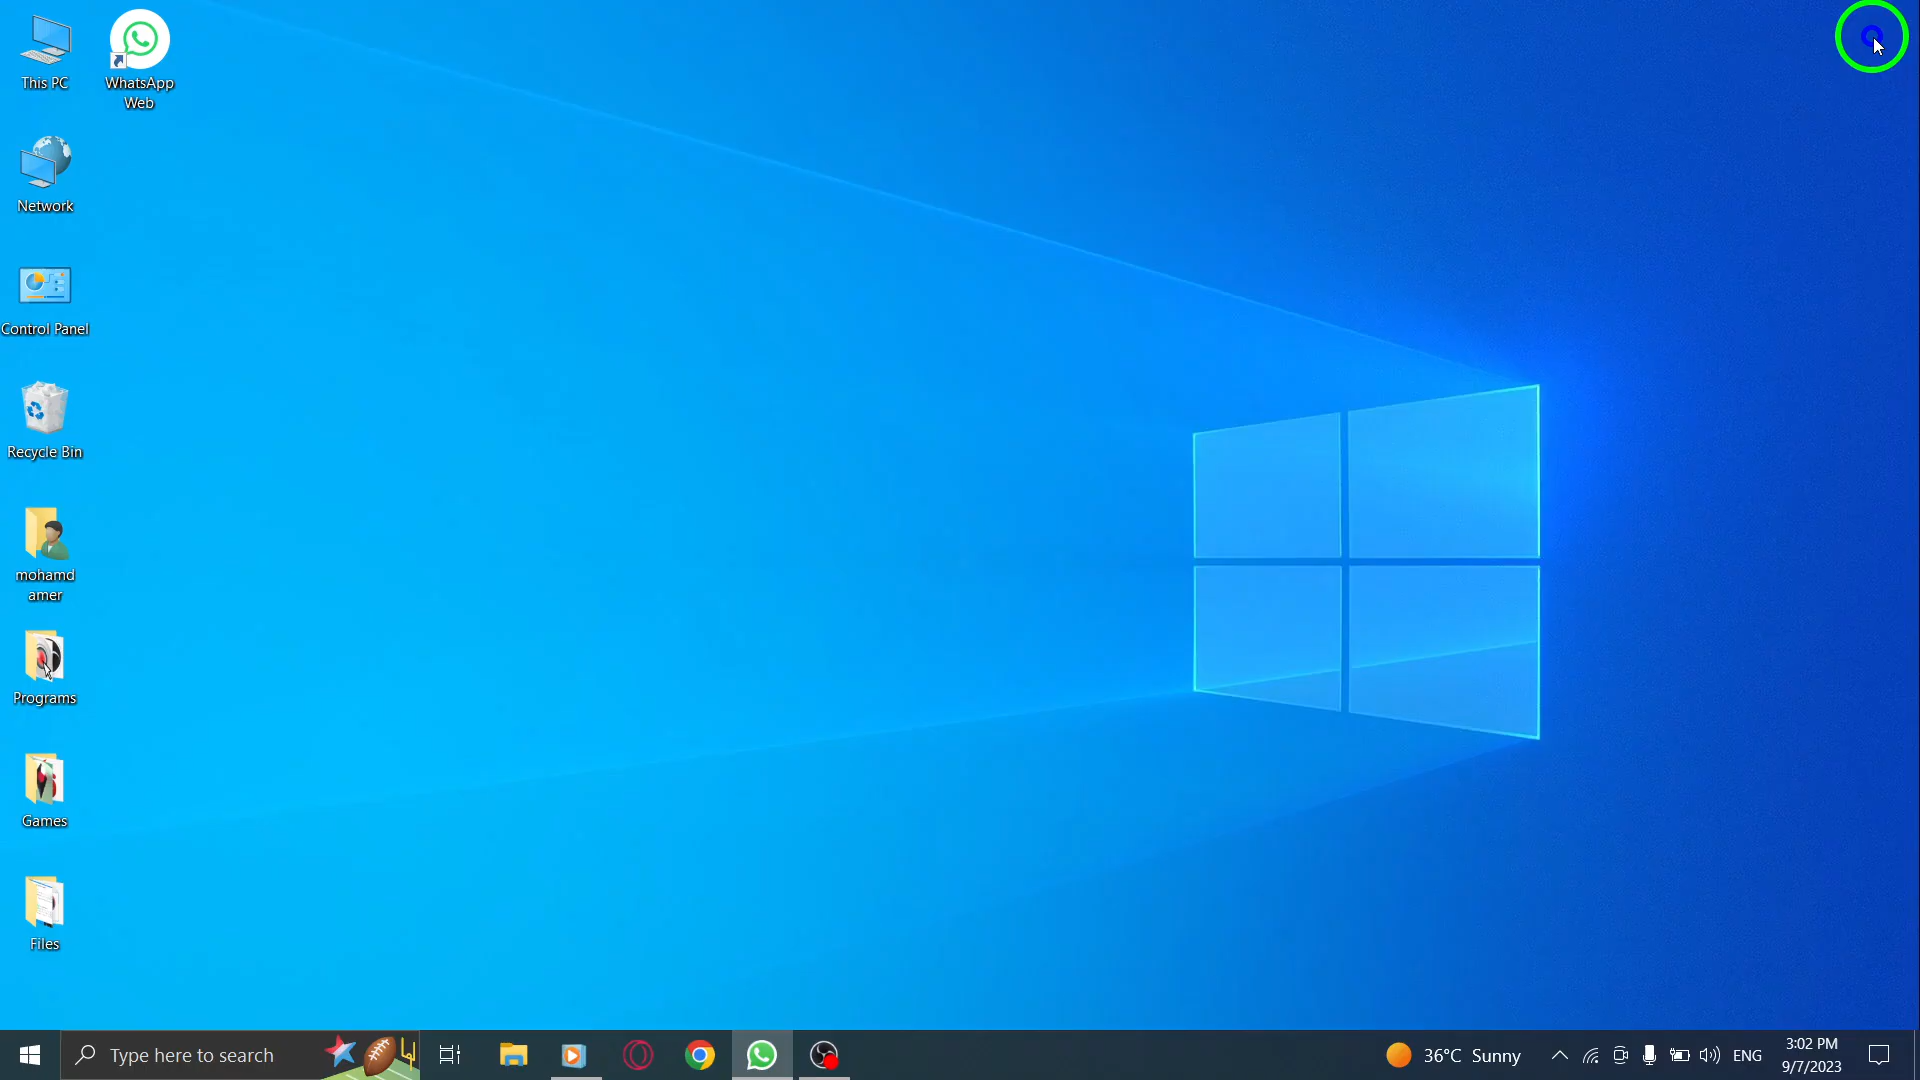 This PC
WhatsApp
Web
Network
Control Panel
Recycle Bin
mohamd
amer
Programs
Games
Files
Type here to search
36°C Sunny
ENG
3:02 PM
9/7/2023